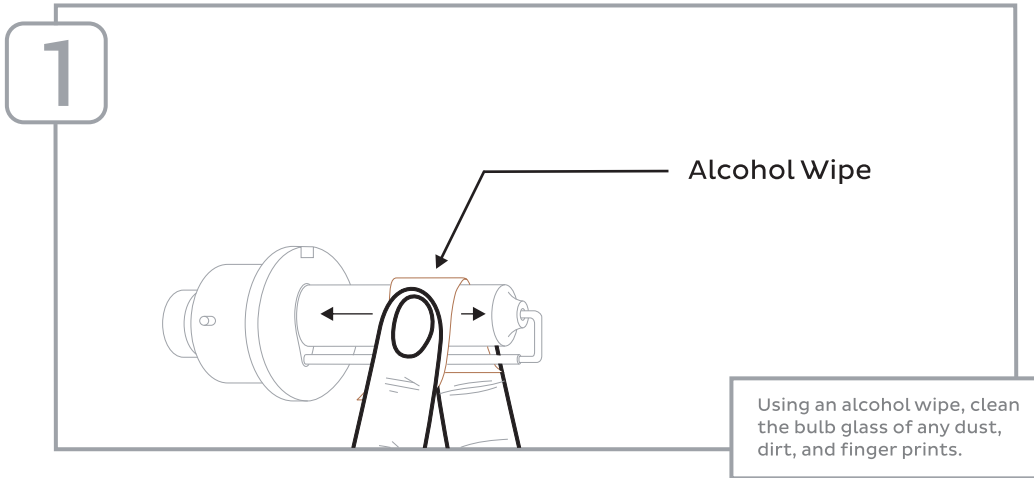 1
Alcohol Wipe
Using an alcohol wipe, clean
the bulb glass of any dust,
dirt, and finger prints.